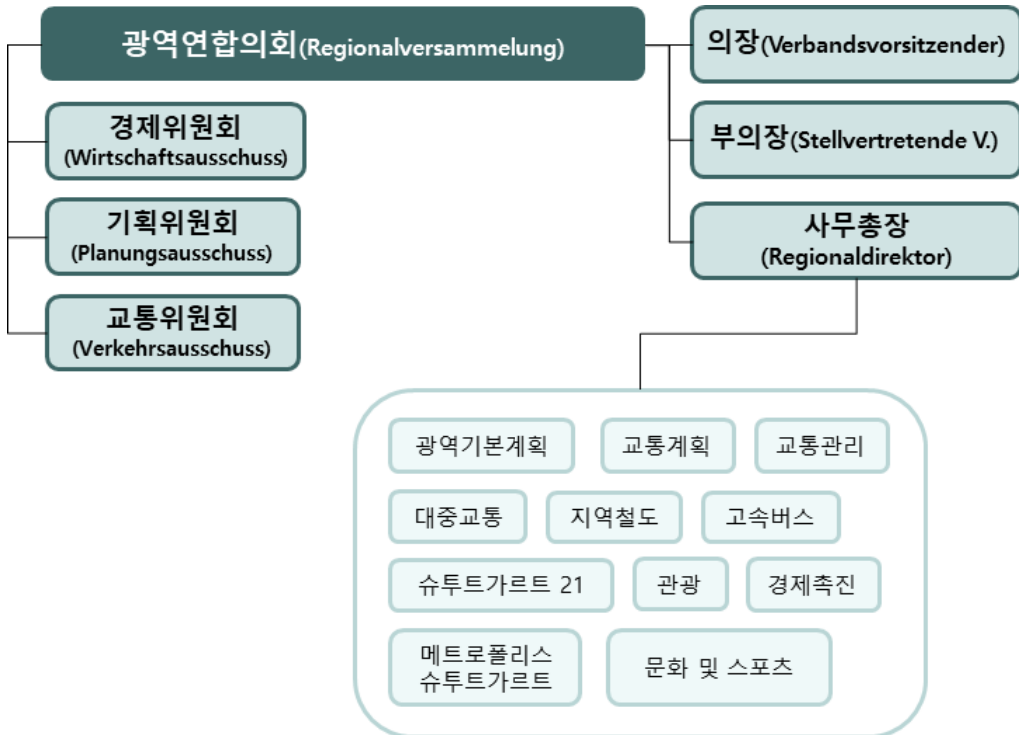 광역연합의회(Regionalversammelung)
경제위원회
(Wirtschaftsausschuss)
기획위원회
(Planungsausschuss)
교통위원회
(Verkehrsausschuss)
의장(Verbandsvorsitzender)
부의장(Stellvertretende V.)
사무총장
(Regionaldirektor)
광역기본계획 교통계획 교통관리
대중교통 지역철도 고속버스
슈투트가르트 21 관광 경제촉진
메트로폴리스
슈투트가르트
문화 및 스포츠